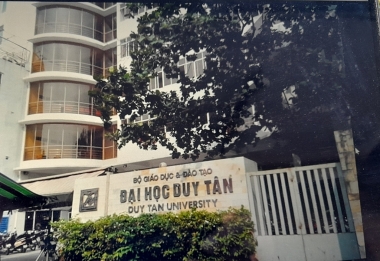 BỘ GIÁO DỤC & ĐÀO TẠO
ĐẠI HỌC DUY TÂN
DUY TAN UNIVERSITY